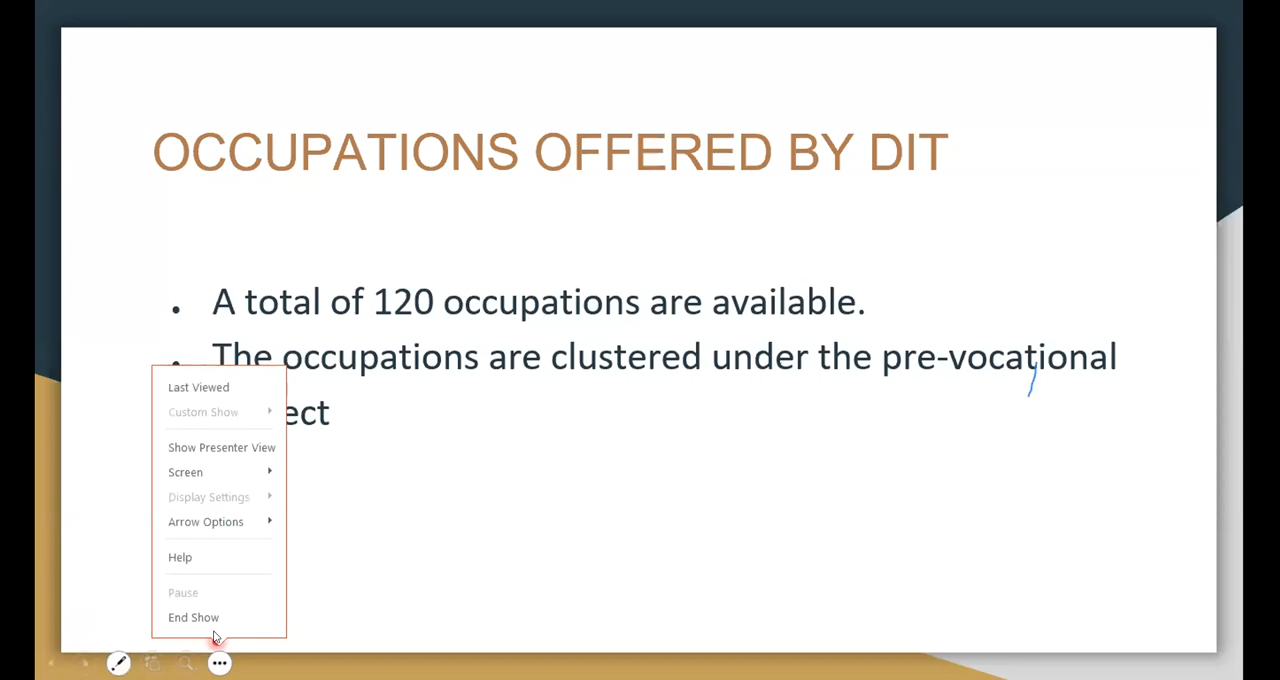 OCCUPATIONS OFFERED BY DIT
• A total of 120 occupations are available.
• The occupations are clustered under the pre-vocational
ect
Last Viewed
Custom Show
Show Presenter View
Screen
Display Settings
Arrow Options
Help
Pause
End Show